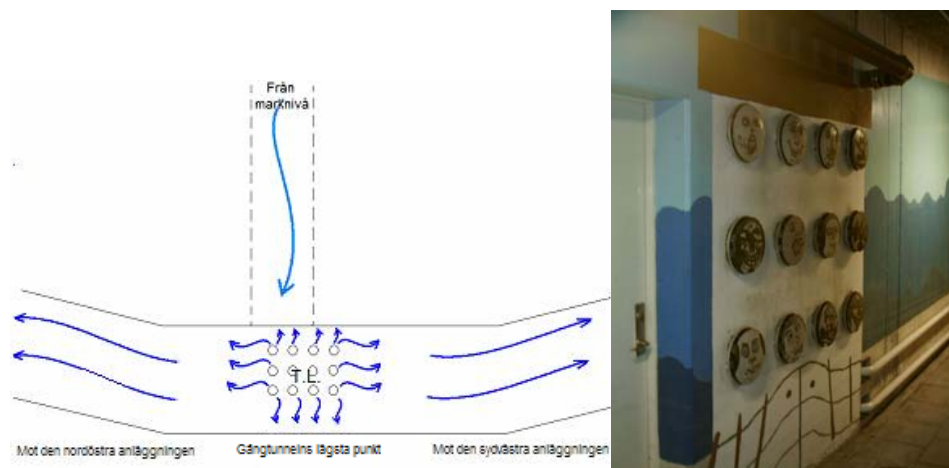 Från
marknivå
T.L.
Mot den nordöstra anläggningen
Gångtunnelns lägsta punkt
Mot den sydvästra anläggningen